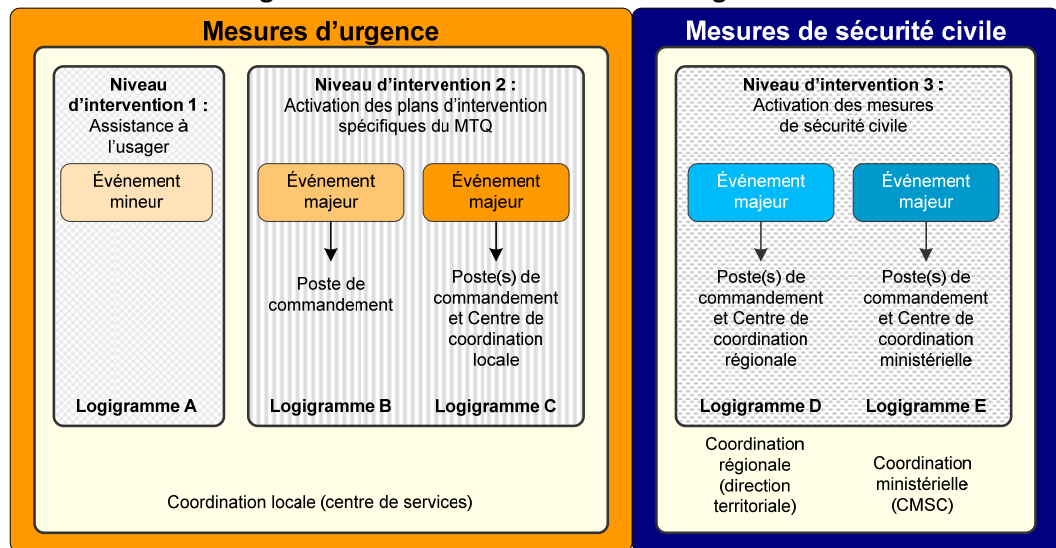 Mesures d’urgence
Niveau
d’intervention 1 :
Assistance à
l’usager
Événement
mineur
Logigramme A
Niveau d’intervention 2 :
Activation des plans d’intervention
spécifiques du MTQ
Événement
majeur
Poste de
commandement
Logigramme B
Événement
majeur
Poste(s) de
commandement
et Centre de
coordination
locale
Logigramme C
Coordination locale (centre de services)
Mesures de sécurité civile
Niveau d’intervention 3 :
Activation des mesures
de sécurité civile
Événement
majeur
Poste(s) de
commandement
et Centre de
coordination
régionale
Logigramme D
Événement
majeur
Poste(s) de
commandement
et Centre de
coordination
ministérielle
Logigramme E
Coordination
régionale
(direction
territoriale)
Coordination
ministérielle
(CMSC)